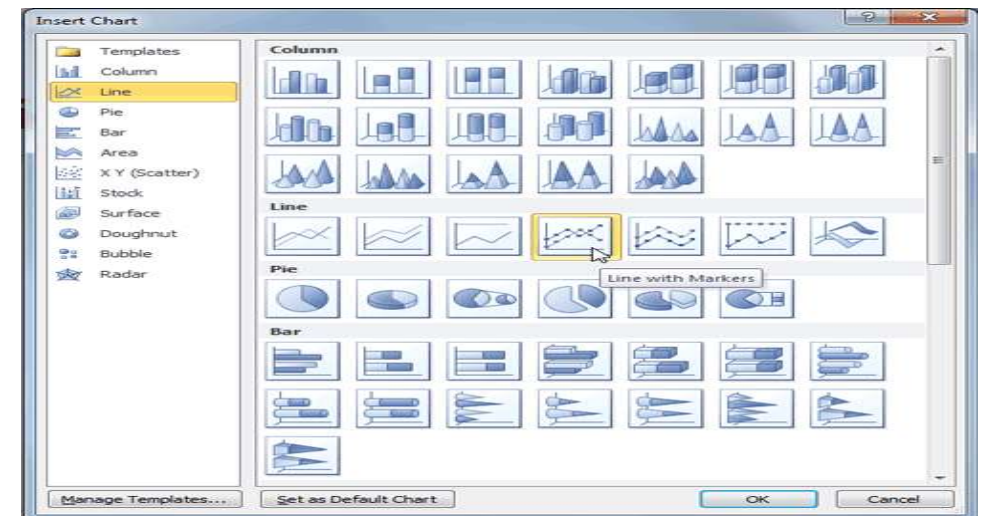 Insert Chart
Templates
Column
Line
Pie
Bar
Area
X Y (Scatter)
Stock
Surface
Doughnut
Bubble
Radar
Column
Line
Line with Markers
Pie
Bar
Manage Templates...
Set as Default Chart
OK
Cancel